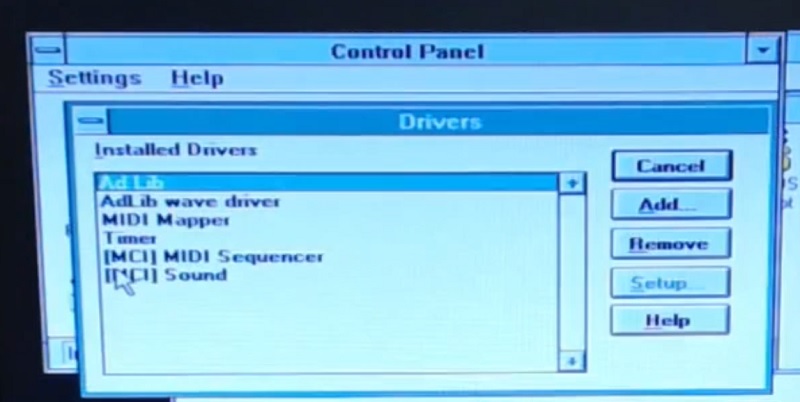 Control Panel
Settings Help
Drivers
Installed Drivers
Ad Lib
AdLib wave driver
MIDI Mapper
Timer
[MCI] MIDI Sequencer
[MCI] Sound
Cancel
Add...
Remove
Setup...
Help